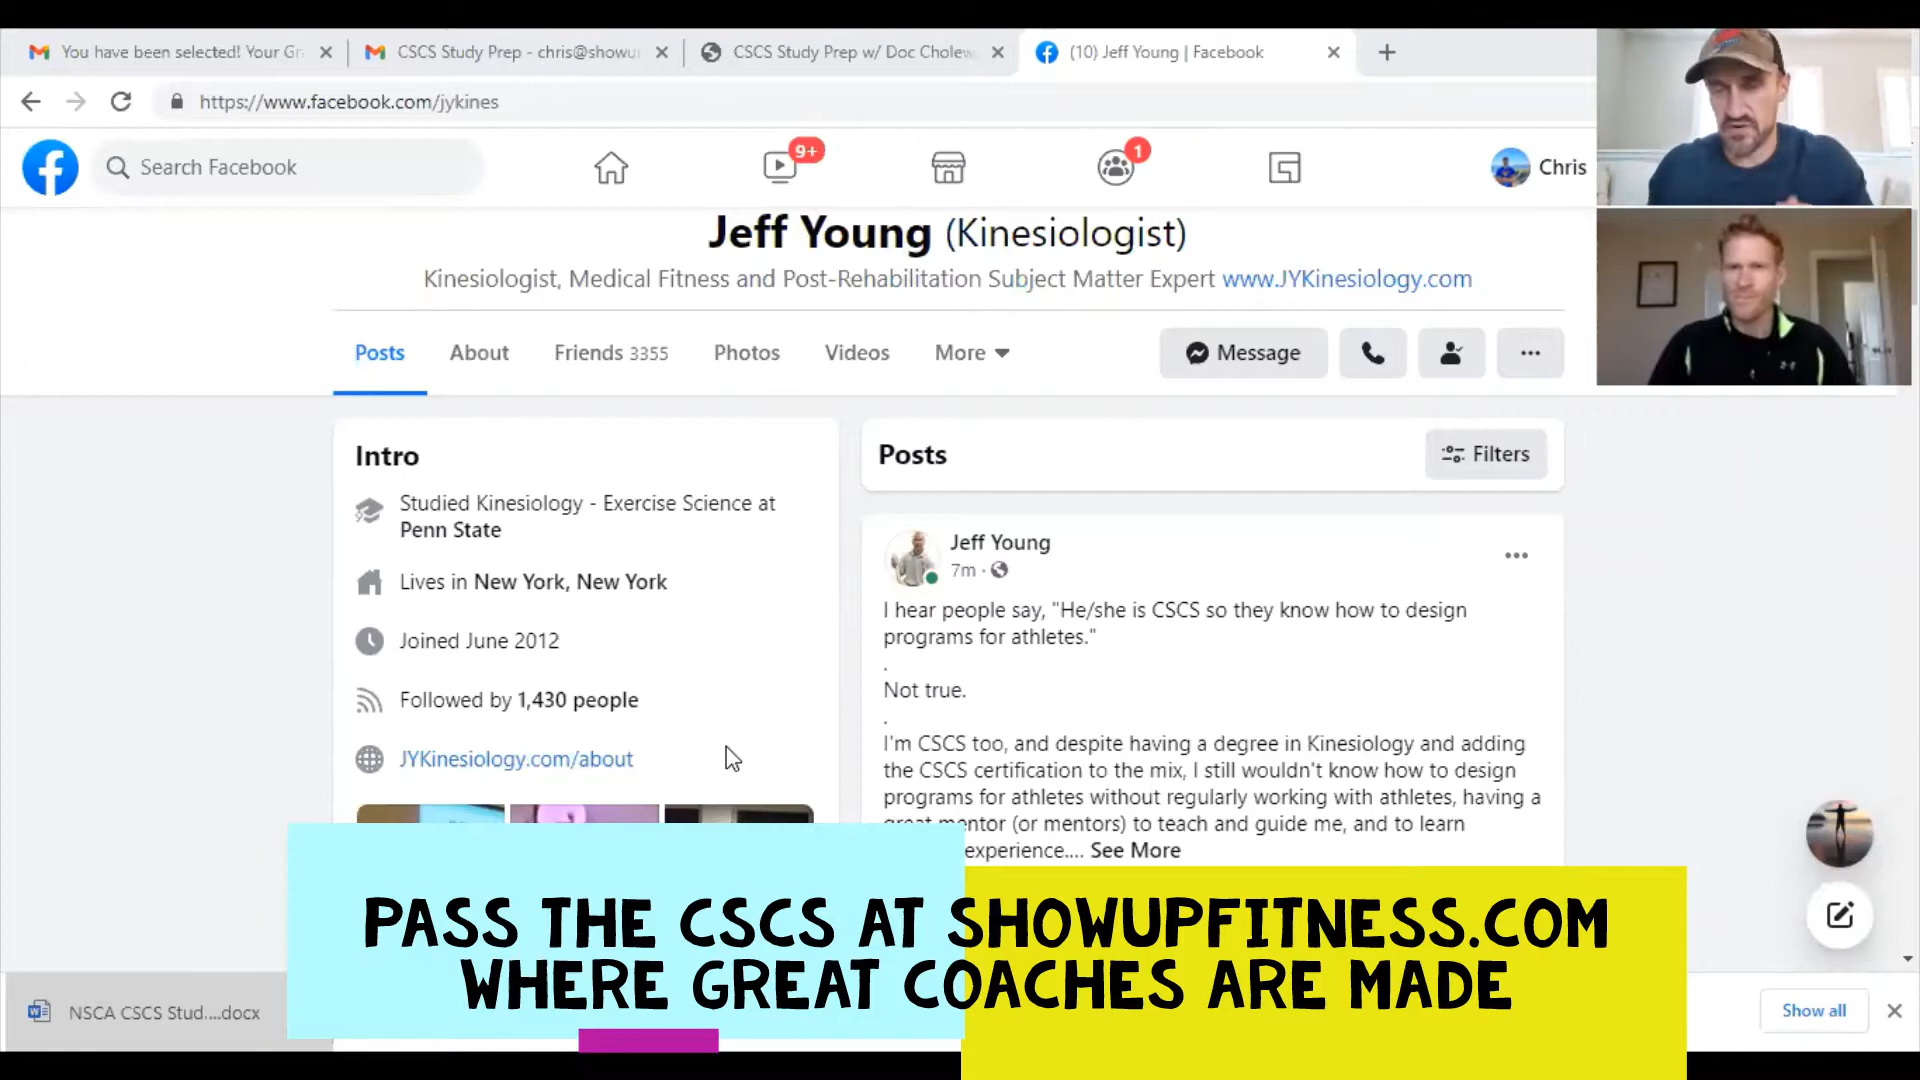 You have been selected! Your Gr
CSCS Study Prep - chris@showu
CSCS Study Prep w/ Doc Cholew
(10) Jeff Young | Facebook
https://www.facebook.com/jykines
Search Facebook
9+
1
Chris
Jeff Young (Kinesiologist)
Kinesiologist, Medical Fitness and Post-Rehabilitation Subject Matter Expert www.JYKinesiology.com
Posts
About
Friends 3355
Photos
Videos
More
Message
Intro
Studied Kinesiology - Exercise Science at
Penn State
Lives in New York, New York
Joined June 2012
Followed by 1,430 people
JYKinesiology.com/about
Posts
Filters
Jeff Young
7m ·
I hear people say, "He/she is CSCS so they know how to design
programs for athletes."
.
Not true.
.
I'm CSCS too, and despite having a degree in Kinesiology and adding
the CSCS certification to the mix, I still wouldn't know how to design
programs for athletes without regularly working with athletes, having a
great mentor (or mentors) to teach and guide me, and to learn
experience.... See More
PASS THE CSCS AT SHOWUPFITNESS.COM
WHERE GREAT COACHES ARE MADE
NSCA CSCS Stud....docx
Show all